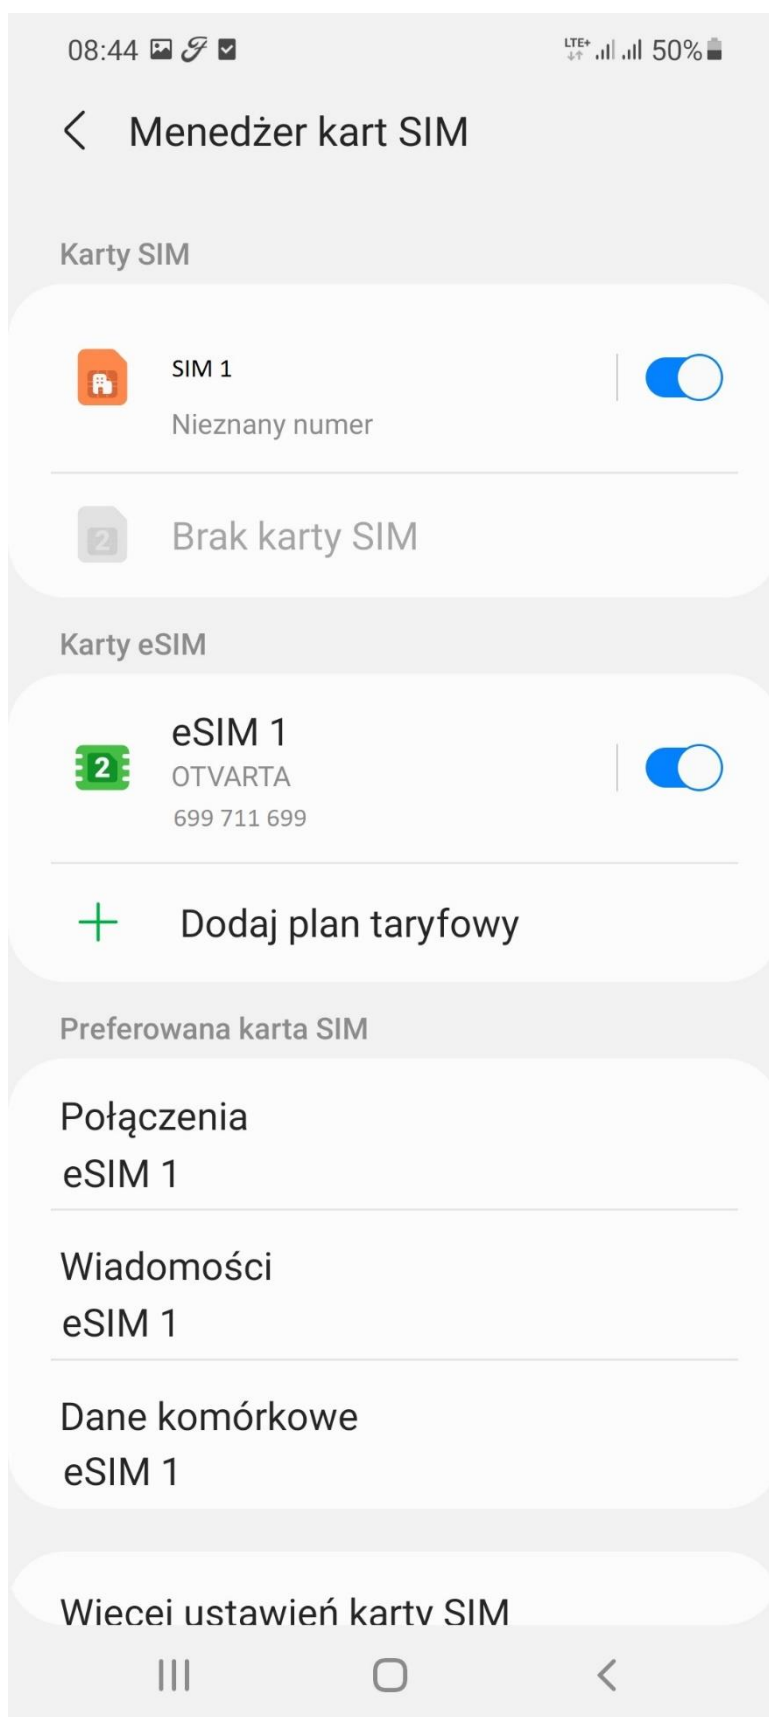 08:44 LTE+ 50%
Menedżer kart SIM
Karty SIM
SIM 1
Nieznany numer
2 Brak karty SIM
Karty eSIM
eSIM 1
2 OTVARTA
699 711 699
Dodaj plan taryfowy
Preferowana karta SIM
Połączenia
eSIM 1
Wiadomości
eSIM 1
Dane komórkowe
eSIM 1
Więcej ustawień karty SIM